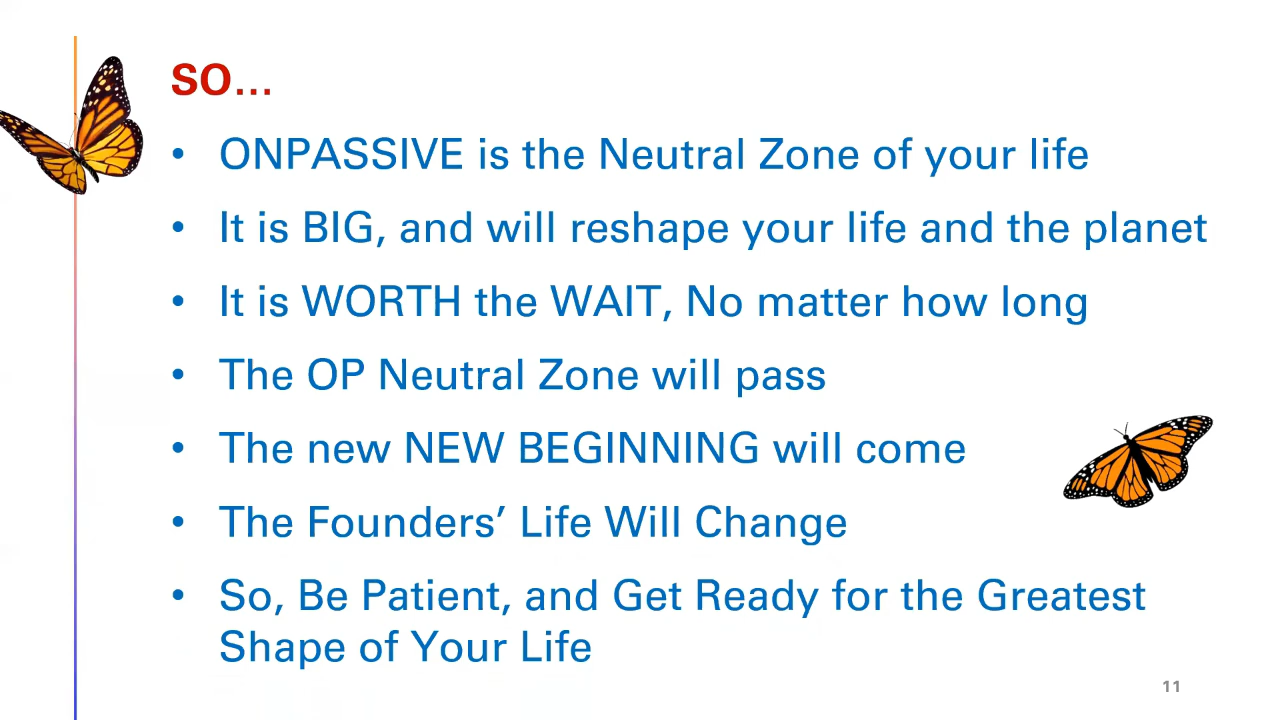 SO...
• ONPASSIVE is the Neutral Zone of your life
• It is BIG, and will reshape your life and the planet
• It is WORTH the WAIT, No matter how long
• The OP Neutral Zone will pass
• The new NEW BEGINNING will come
• The Founders’ Life Will Change
• So, Be Patient, and Get Ready for the Greatest
Shape of Your Life
11